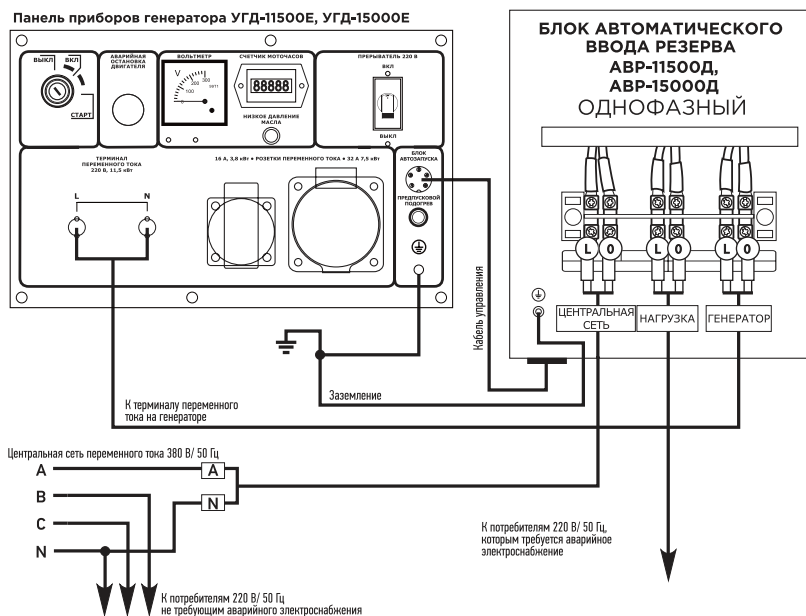 Панель приборов генератора УГД-11500Е, УГД-15000Е
ВЫКЛ
ВКЛ
СТАРТ
АВАРИЙНАЯ
ОСТАНОВКА
ДВИГАТЕЛЯ
ВОЛЬТМЕТР
V
0
100
200
300
СЧЕТЧИК МОТОЧАСОВ
88888
НИЗКОЕ ДАВЛЕНИЕ
МАСЛА
ПРЕРЫВАТЕЛЬ 220 В
ВКЛ
ВЫКЛ
ТЕРМИНАЛ
ПЕРЕМЕННОГО ТОКА
220 В, 11,5 кВт
L
N
16 А, 3,8 кВт • РОЗЕТКИ ПЕРЕМЕННОГО ТОКА • 32 А 7,5 кВт
БЛОК
АВТОЗАПУСКА
ПРЕДПУСКОВОЙ
ПОДОГРЕВ
БЛОК АВТОМАТИЧЕСКОГО
ВВОДА РЕЗЕРВА
АВР-11500Д,
АВР-15000Д
ОДНОФАЗНЫЙ
L O L O L O
ЦЕНТРАЛЬНАЯ
СЕТЬ
НАГРУЗКА
ГЕНЕРАТОР
Кабель управления
Заземление
К терминалу переменного
тока на генераторе
Центральная сеть переменного тока 380 В/ 50 Гц
A
A
B
N
C
N
К потребителям 220 В/ 50 Гц,
которым требуется аварийное
электроснабжение
К потребителям 220 В/ 50 Гц
не требующим аварийного электроснабжения